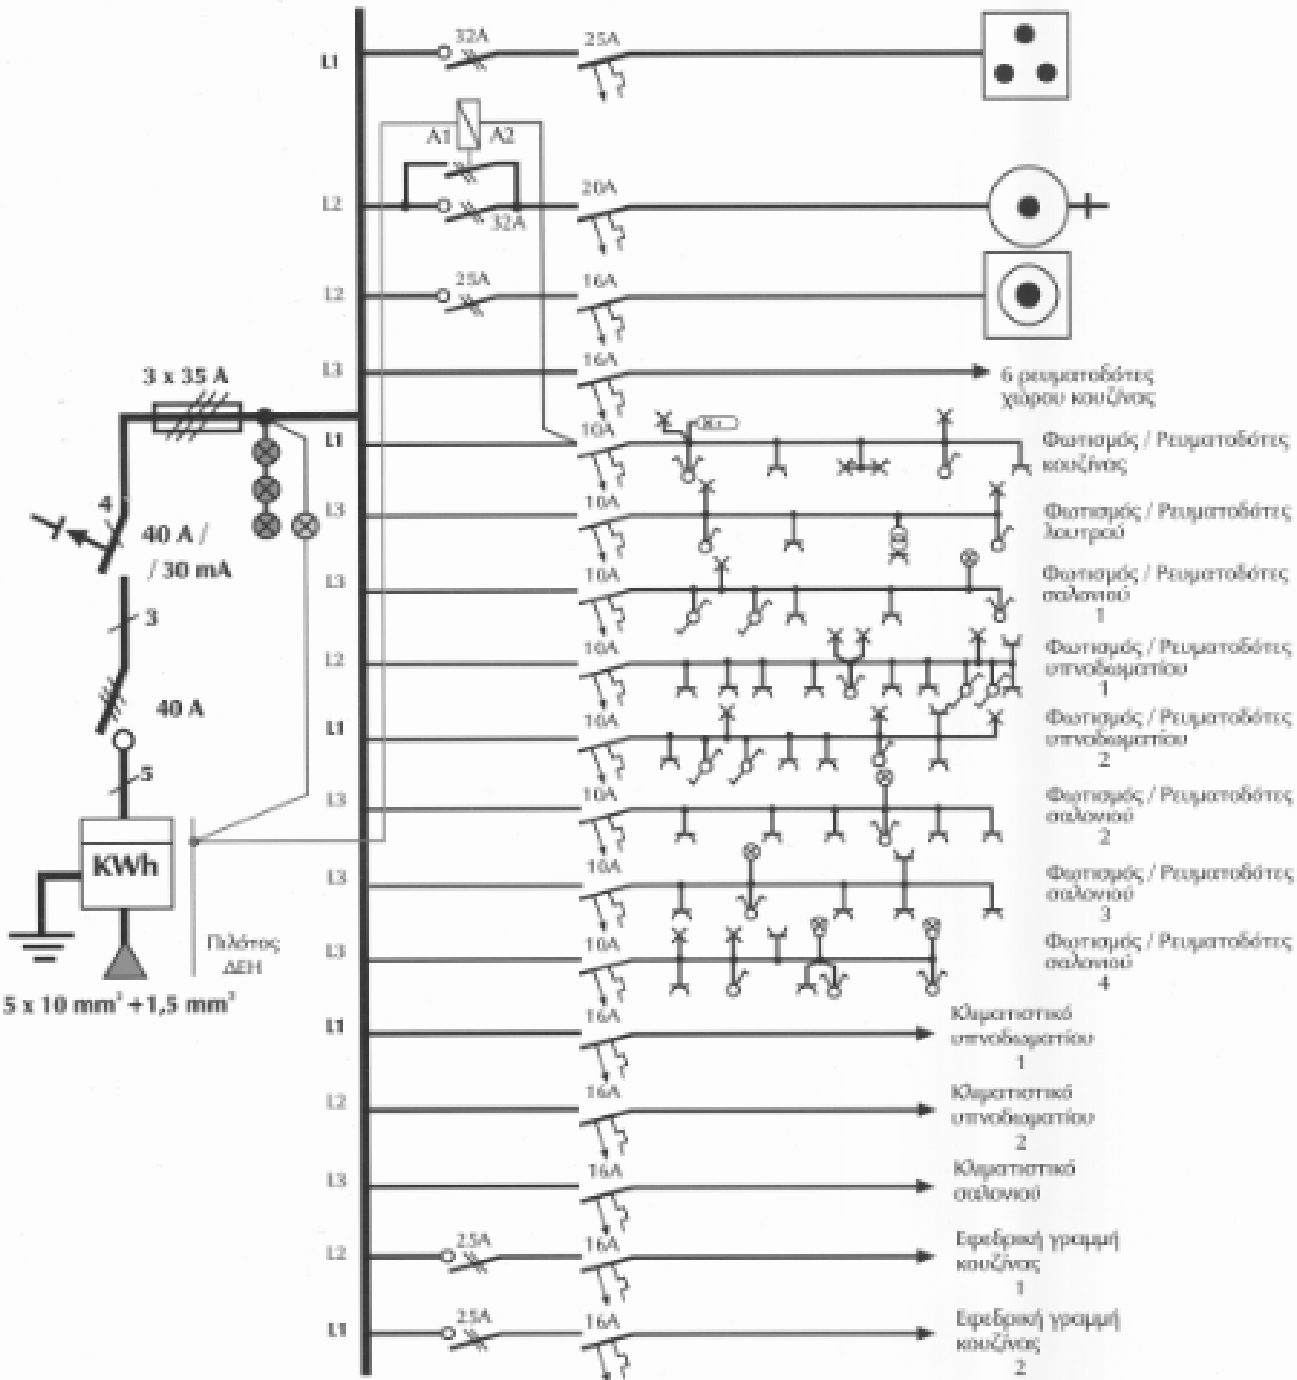 L1
32A
25A
A1
A2
L2
32A
20A
L2
25A
16A
L3
16A
6 ρευματοδότες
χώρου κουζίνας
3 x 35 A
L1
10A
Φωτισμός / Ρευματοδότες
κουζίνας
L3
10A
Φωτισμός / Ρευματοδότες
λουτρού
4
40 A /
/ 30 mA
L3
10A
Φωτισμός / Ρευματοδότες
σαλονιού
1
3
L2
10A
Φωτισμός / Ρευματοδότες
υπνοδωματίου
1
40 A
L1
10A
Φωτισμός / Ρευματοδότες
υπνοδωματίου
2
5
L3
10A
Φωτισμός / Ρευματοδότες
σαλονιού
2
KWh
L3
10A
Φωτισμός / Ρευματοδότες
σαλονιού
3
Πιλότος
ΔΕΗ
L3
10A
Φωτισμός / Ρευματοδότες
σαλονιού
4
5 x 10 mm² +1,5 mm²
L1
16A
Κλιματιστικό
υπνοδωματίου
1
L2
16A
Κλιματιστικό
υπνοδωματίου
2
L3
16A
Κλιματιστικό
σαλονιού
L2
25A
16A
Εφεδρική γραμμή
κουζίνας
1
L1
25A
16A
Εφεδρική γραμμή
κουζίνας
2